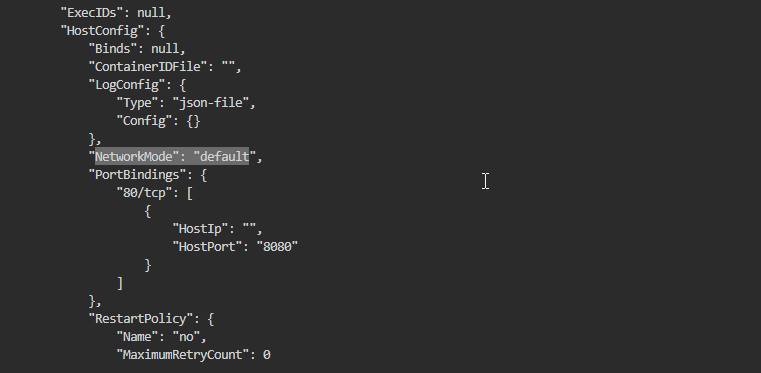 "ExecIDs": null,
"HostConfig": {
"Binds": null,
"ContainerIDFile": "",
"LogConfig": {
"Type": "json-file",
"Config": {}
},
"NetworkMode": "default",
"PortBindings": {
"80/tcp": [
{
"HostIp": "",
"HostPort": "8080"
}
]
},
"RestartPolicy": {
"Name": "no",
"MaximumRetryCount": 0